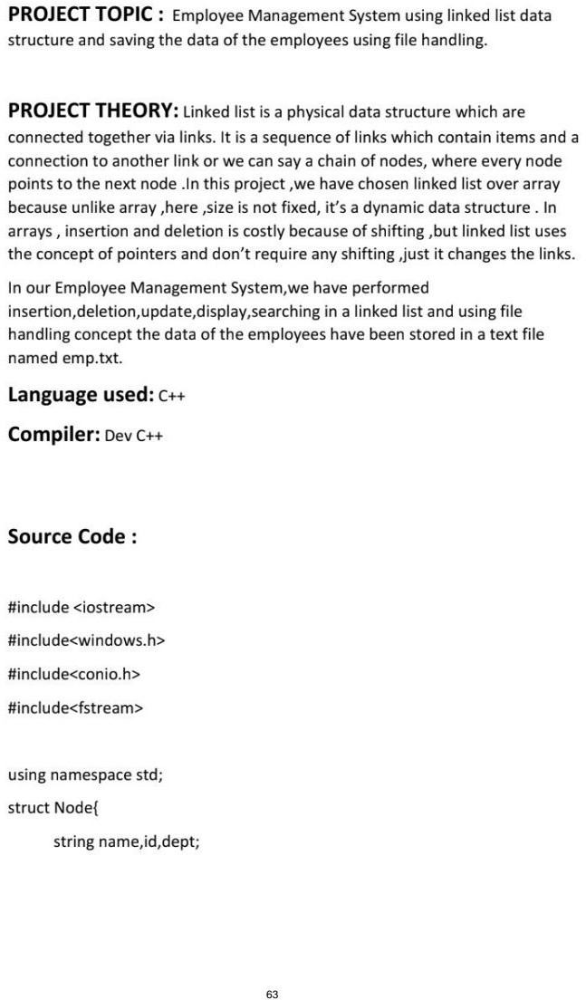 PROJECT TOPIC : Employee Management System using linked list data
structure and saving the data of the employees using file handling.
PROJECT THEORY: Linked list is a physical data structure which are
connected together via links. It is a sequence of links which contain items and a
connection to another link or we can say a chain of nodes, where every node
points to the next node .In this project ,we have chosen linked list over array
because unlike array ,here ,size is not fixed, it’s a dynamic data structure . In
arrays , insertion and deletion is costly because of shifting ,but linked list uses
the concept of pointers and don’t require any shifting ,just it changes the links.
In our Employee Management System,we have performed
insertion,deletion,update,display,searching in a linked list and using file
handling concept the data of the employees have been stored in a text file
named emp.txt.
Language used: C++
Compiler: Dev C++
Source Code :
#include <iostream>
#include<windows.h>
#include<conio.h>
#include<fstream>
using namespace std;
struct Node{
string name,id,dept;
63